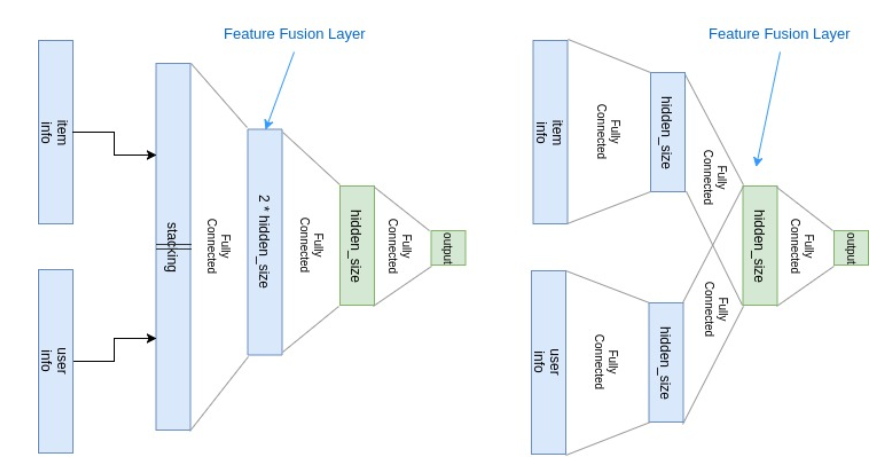 Feature Fusion Layer
item
info
user
info
stacking
Fully
Connected
2 * hidden_size
Fully
Connected
hidden_size
Fully
Connected
output
Feature Fusion Layer
item
info
Fully
Connected
hidden_size
Fully
Connected
user
info
Fully
Connected
hidden_size
Fully
Connected
hidden_size
Fully
Connected
output